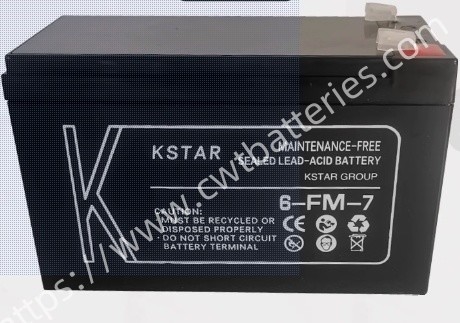 KSTAR
MAINTENANCE-FREE
SEALED LEAD-ACID BATTERY
KSTAR GROUP
6-FM-7
CAUTION:
• MUST BE RECYCLED OR
DISPOSED PROPERLY
• DO NOT SHORT CIRCUIT
BATTERY TERMINAL
CE
https://www.cwtbatteries.com